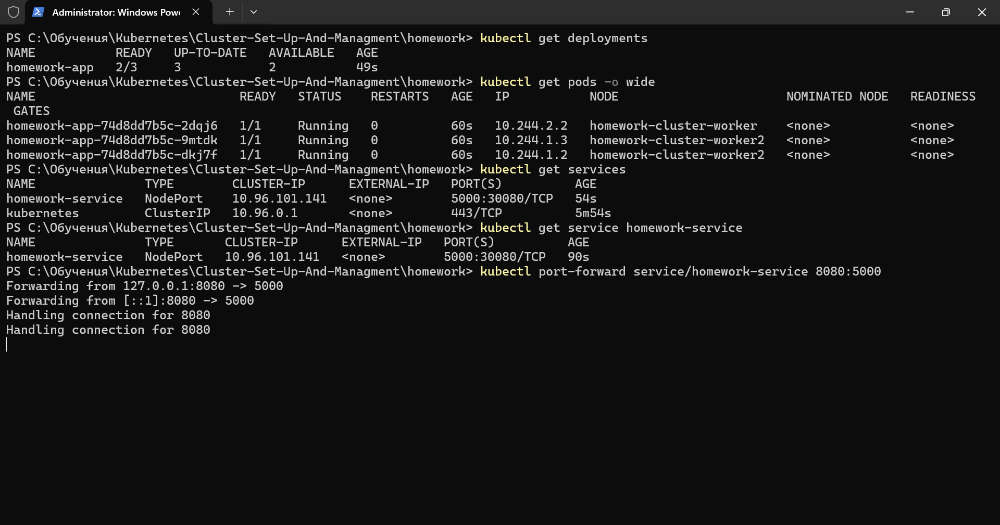 Administrator: Windows Powe
PS C:\Обучения\Kubernetes\Cluster-Set-Up-And-Managment\homework> kubectl get deployments
NAME           READY   UP-TO-DATE   AVAILABLE   AGE
homework-app   2/3     3            2           49s
PS C:\Обучения\Kubernetes\Cluster-Set-Up-And-Managment\homework> kubectl get pods -o wide
NAME                            READY   STATUS    RESTARTS   AGE   IP           NODE                       NOMINATED NODE   READINESS
 GATES
homework-app-74d8dd7b5c-2dqj6   1/1     Running   0          60s   10.244.2.2   homework-cluster-worker    <none>           <none>
homework-app-74d8dd7b5c-9mtdk   1/1     Running   0          60s   10.244.1.3   homework-cluster-worker2   <none>           <none>
homework-app-74d8dd7b5c-dkj7f   1/1     Running   0          60s   10.244.1.2   homework-cluster-worker2   <none>           <none>
PS C:\Обучения\Kubernetes\Cluster-Set-Up-And-Managment\homework> kubectl get services
NAME               TYPE        CLUSTER-IP      EXTERNAL-IP   PORT(S)          AGE
homework-service   NodePort    10.96.101.141   <none>        5000:30080/TCP   54s
kubernetes         ClusterIP   10.96.0.1       <none>        443/TCP          5m54s
PS C:\Обучения\Kubernetes\Cluster-Set-Up-And-Managment\homework> kubectl get service homework-service
NAME               TYPE       CLUSTER-IP      EXTERNAL-IP   PORT(S)          AGE
homework-service   NodePort   10.96.101.141   <none>        5000:30080/TCP   90s
PS C:\Обучения\Kubernetes\Cluster-Set-Up-And-Managment\homework> kubectl port-forward service/homework-service 8080:5000
Forwarding from 127.0.0.1:8080 -> 5000
Forwarding from [::1]:8080 -> 5000
Handling connection for 8080
Handling connection for 8080